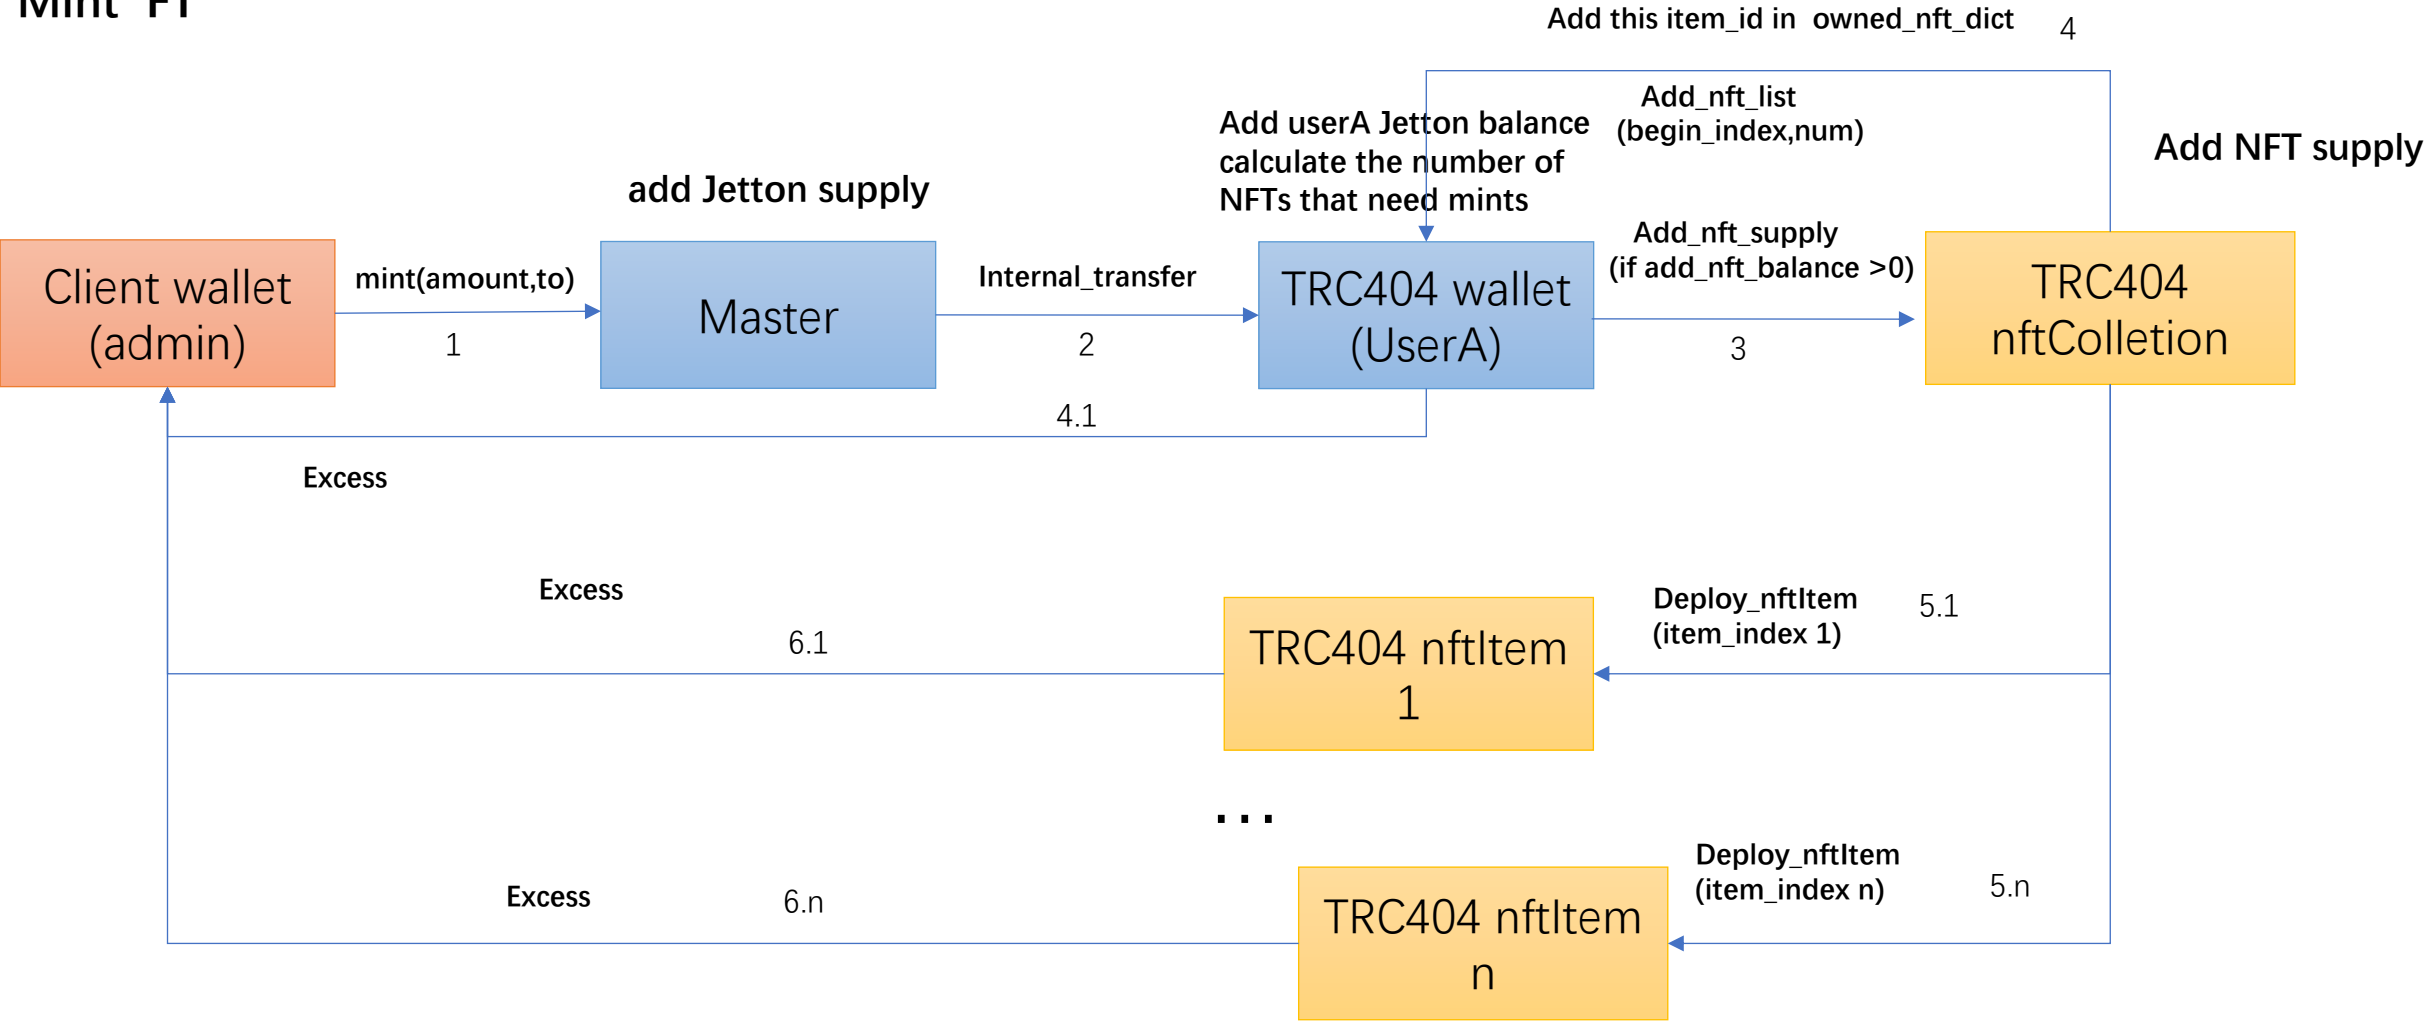 Mint FT
Add this item_id in owned_nft_dict
4
Add_nft_list
(begin_index,num)
Add userA Jetton balance
calculate the number of
NFTs that need mints
Add NFT supply
add Jetton supply
Client wallet
(admin)
mint(amount,to)
1
Master
Internal_transfer
2
TRC404 wallet
(UserA)
Add_nft_supply
(if add_nft_balance >0)
3
TRC404
nftColletion
4.1
Excess
Excess
6.1
TRC404 nftItem
1
Deploy_nftItem
(item_index 1)
5.1
...
Excess
6.n
TRC404 nftItem
n
Deploy_nftItem
(item_index n)
5.n